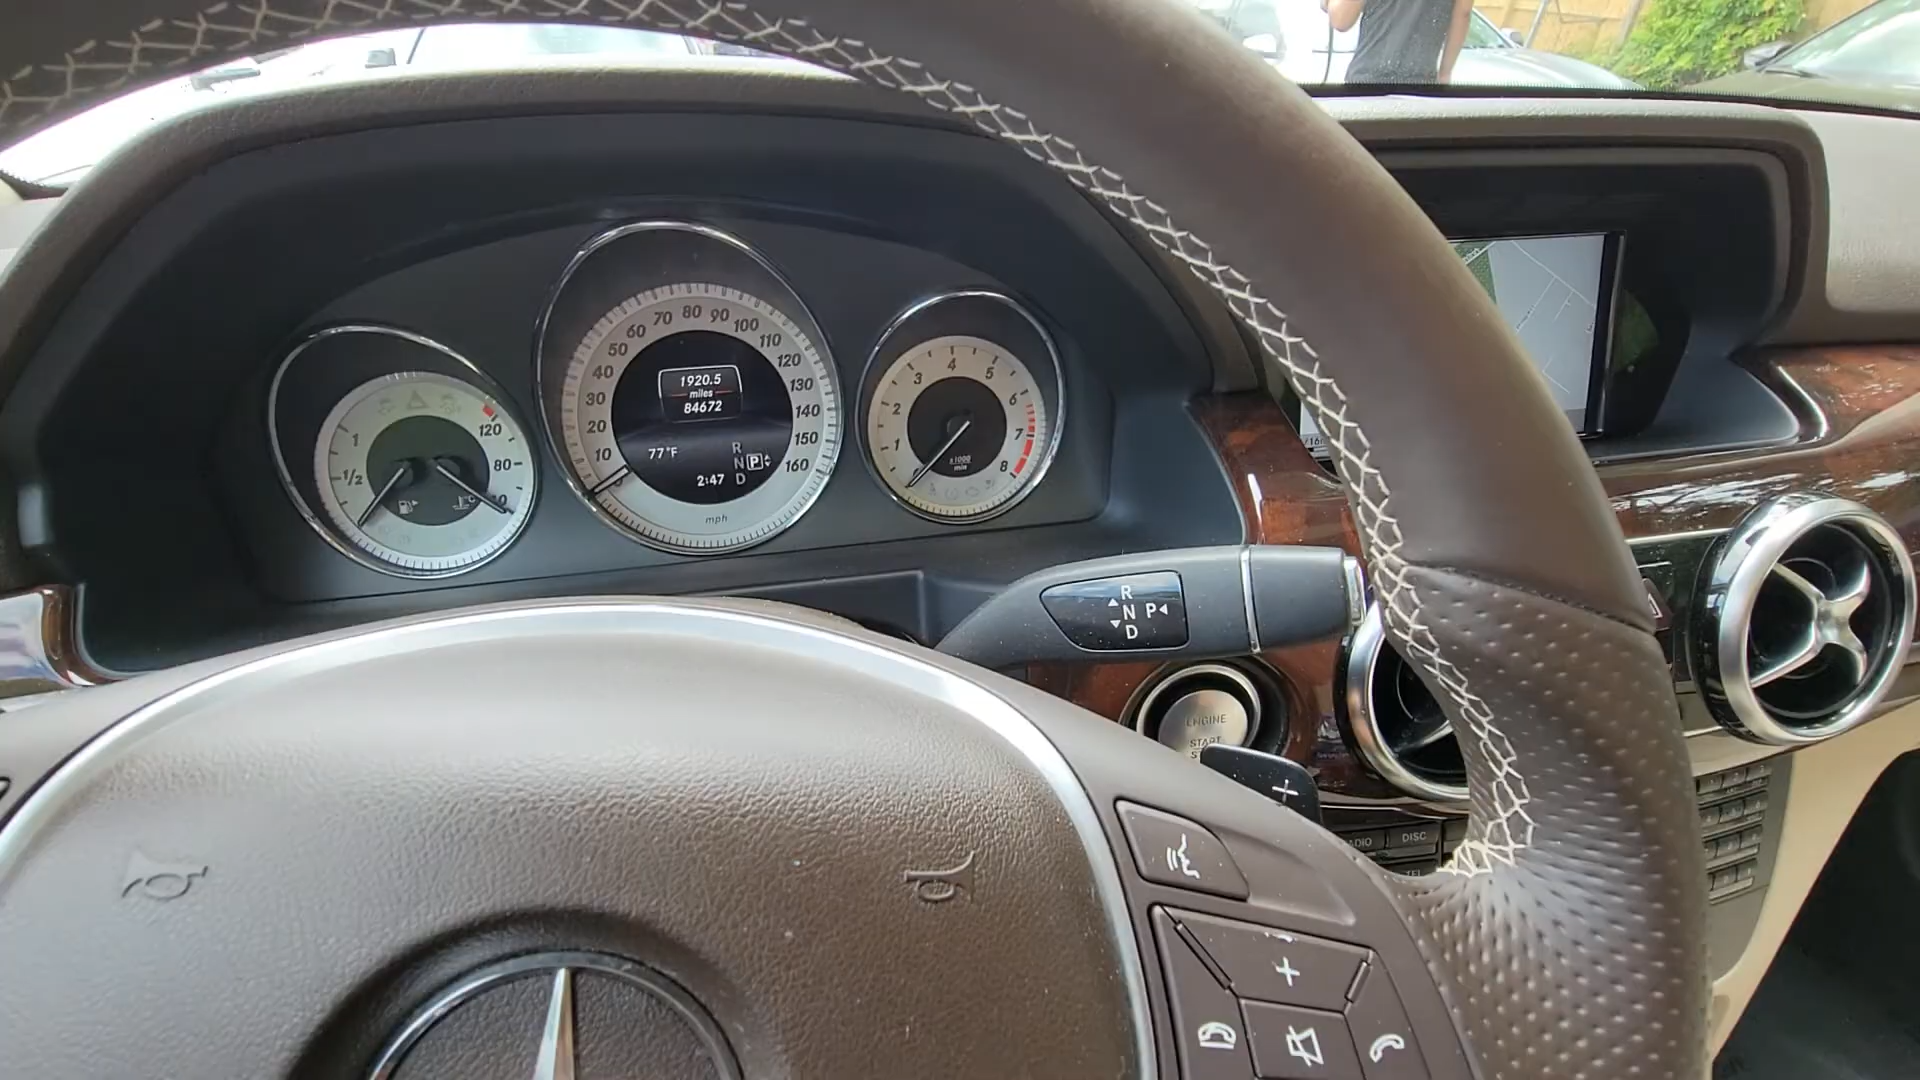 1920.5
miles
84672
77°F
2:47
R
N P
D
10
20
30
40
50
60
70
80
90
100
110
120
130
140
150
160
mph
1/2
1
120
80
°C
1
2
3
4
5
6
7
8
x1000
min
R
N P
D
ENGINE
START
+
DISC
+